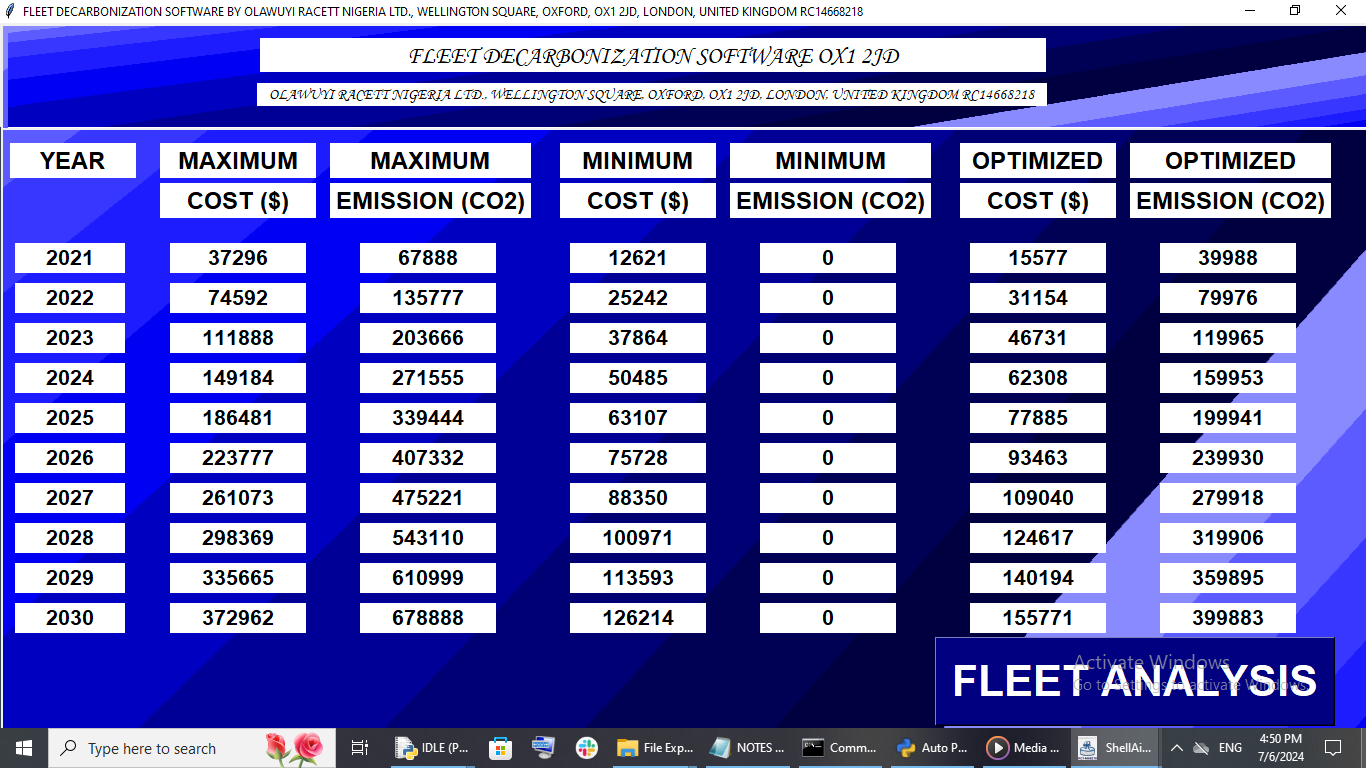 FLEET DECARBONIZATION SOFTWARE BY OLAWUYI RACETT NIGERIA LTD., WELLINGTON SQUARE, OXFORD, OX1 2JD, LONDON, UNITED KINGDOM RC14668218
FLEET DECARBONIZATION SOFTWARE OX1 2JD
OLAWUYI RACETT NIGERIA LTD., WELLINGTON SQUARE, OXFORD, OX1 2JD, LONDON, UNITED KINGDOM RC14668218
YEAR MAXIMUM MAXIMUM MINIMUM MINIMUM OPTIMIZED OPTIMIZED
COST ($) EMISSION (CO2) COST ($) EMISSION (CO2) COST ($) EMISSION (CO2)
2021 37296 67888 12621 0 15577 39988
2022 74592 135777 25242 0 31154 79976
2023 111888 203666 37864 0 46731 119965
2024 149184 271555 50485 0 62308 159953
2025 186481 339444 63107 0 77885 199941
2026 223777 407332 75728 0 93463 239930
2027 261073 475221 88350 0 109040 279918
2028 298369 543110 100971 0 124617 319906
2029 335665 610999 113593 0 140194 359895
2030 372962 678888 126214 0 155771 399883
Activate Windows
FLEET ANALYSIS
Go to Settings to activate Windows.
Type here to search IDLE (P... File Exp... NOTES ... Comm... Auto P... Media ... ShellAi... ENG 4:50 PM
7/6/2024